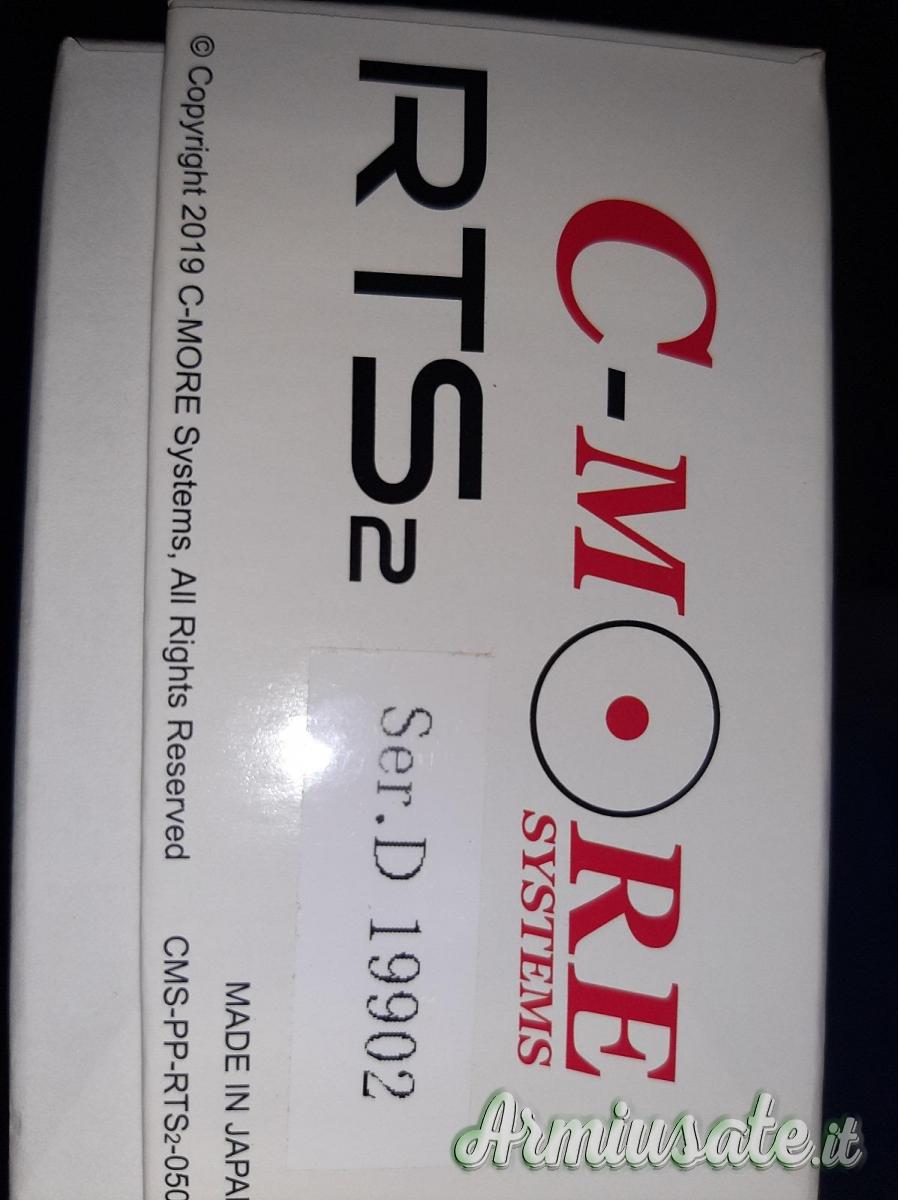 C-MORE
SYSTEMS
RTS2
Ser.D 19902
MADE IN JAPA
© Copyright 2019 C-MORE Systems, All Rights Reserved CMS-PP-RTS2-050
Armiusate.it